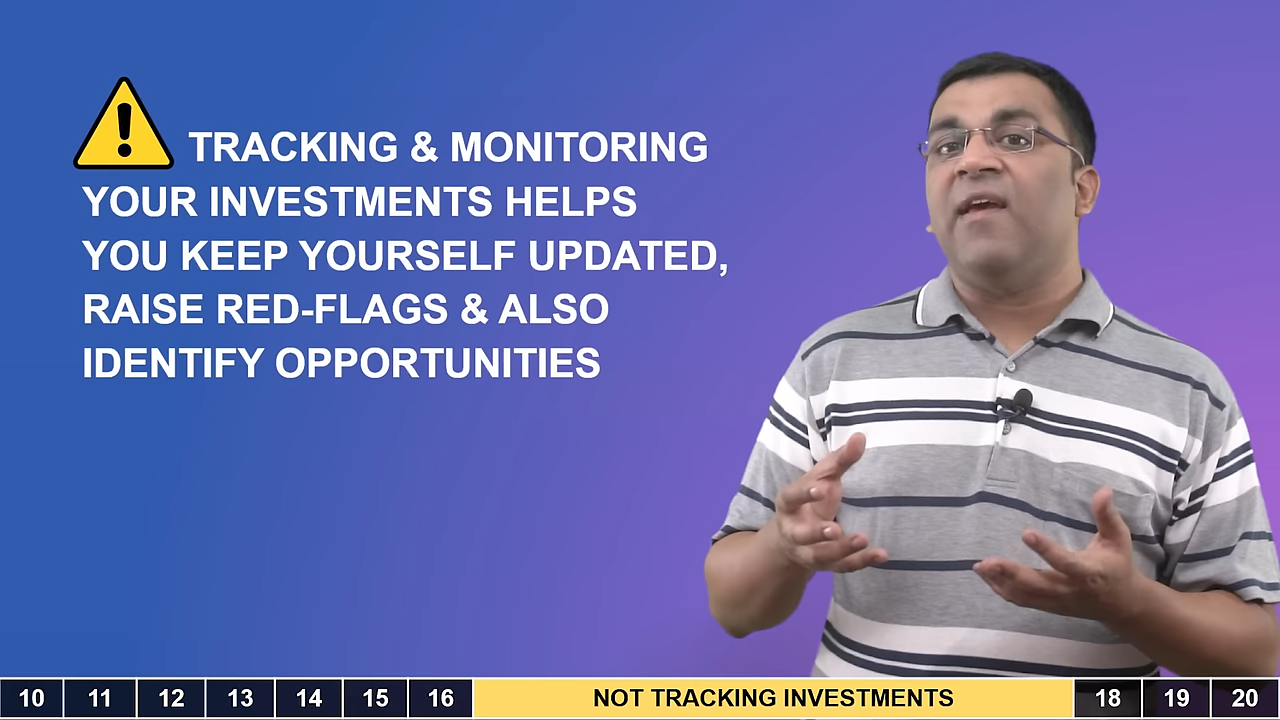 TRACKING & MONITORING
YOUR INVESTMENTS HELPS
YOU KEEP YOURSELF UPDATED,
RAISE RED-FLAGS & ALSO
IDENTIFY OPPORTUNITIES
10 11 12 13 14 15 16 NOT TRACKING INVESTMENTS 18 19 20